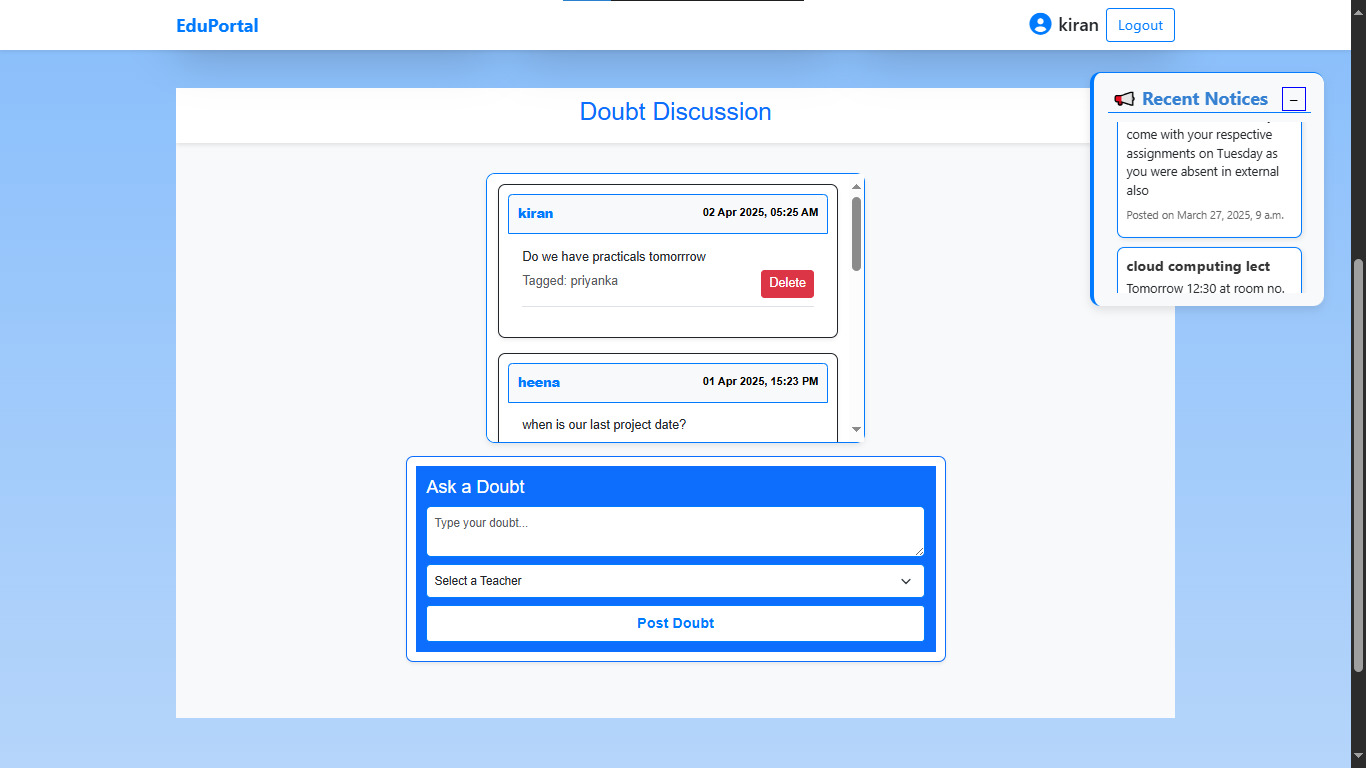 EduPortal
kiran
Logout
Recent Notices
–
come with your respective
assignments on Tuesday as
you were absent in external
also
Posted on March 27, 2025, 9 a.m.
cloud computing lect
Tomorrow 12:30 at room no.
Doubt Discussion
kiran
02 Apr 2025, 05:25 AM
Do we have practicals tomorrrow
Tagged: priyanka
Delete
heena
01 Apr 2025, 15:23 PM
when is our last project date?
Ask a Doubt
Type your doubt...
Select a Teacher
Post Doubt